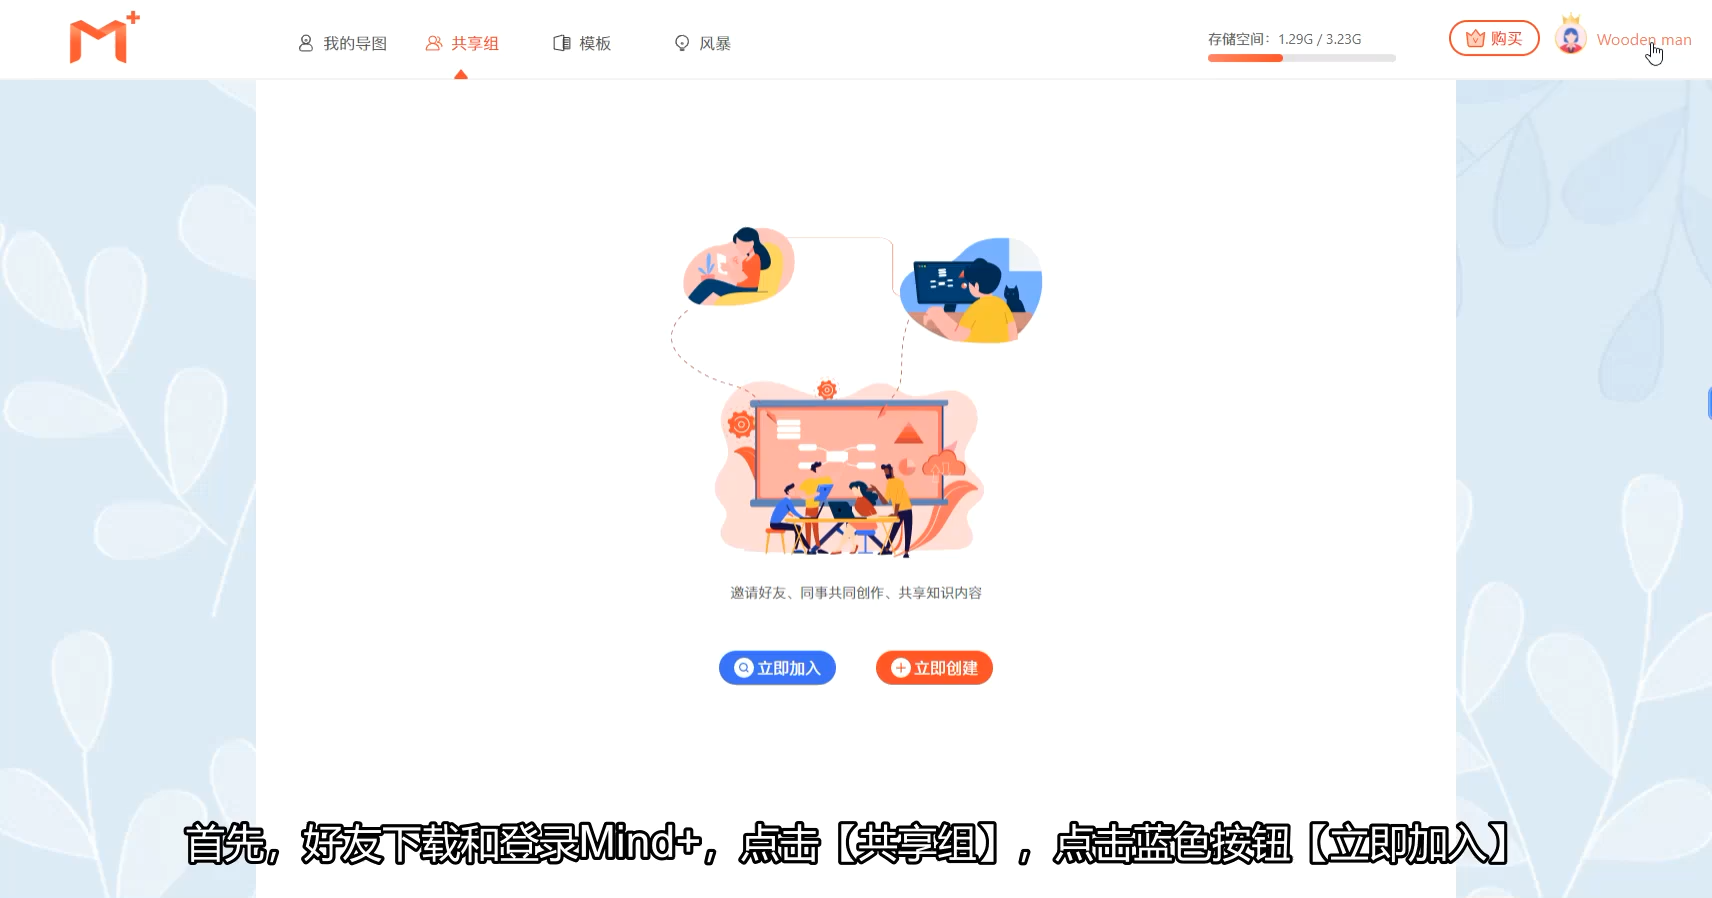 我的导图
共享组
模板
风暴
存储空间：1.29G / 3.23G
购买
Wooden man
邀请好友、同事共同创作、共享知识内容
立即加入
立即创建
首先，好友下载和登录Mind+，点击【共享组】，点击蓝色按钮【立即加入】